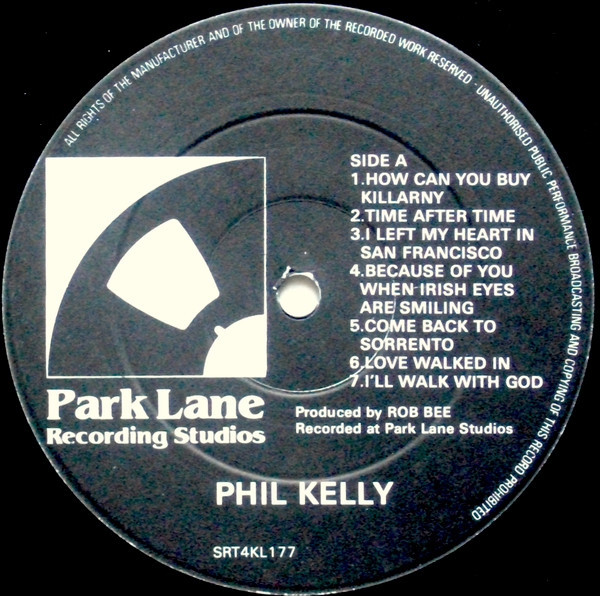 ALL RIGHTS OF THE MANUFACTURER AND OF THE OWNER OF THE RECORDED WORK RESERVED · UNAUTHORISED PUBLIC PERFORMANCE BROADCASTING AND COPYING OF THIS RECORD PROHIBITED
SIDE A
1.HOW CAN YOU BUY
KILLARNY
2.TIME AFTER TIME
3.I LEFT MY HEART IN
SAN FRANCISCO
4.BECAUSE OF YOU
WHEN IRISH EYES
ARE SMILING
5.COME BACK TO
SORRENTO
6.LOVE WALKED IN
7.I'LL WALK WITH GOD
Park Lane
Recording Studios
Produced by ROB BEE
Recorded at Park Lane Studios
PHIL KELLY
SRT4KL177